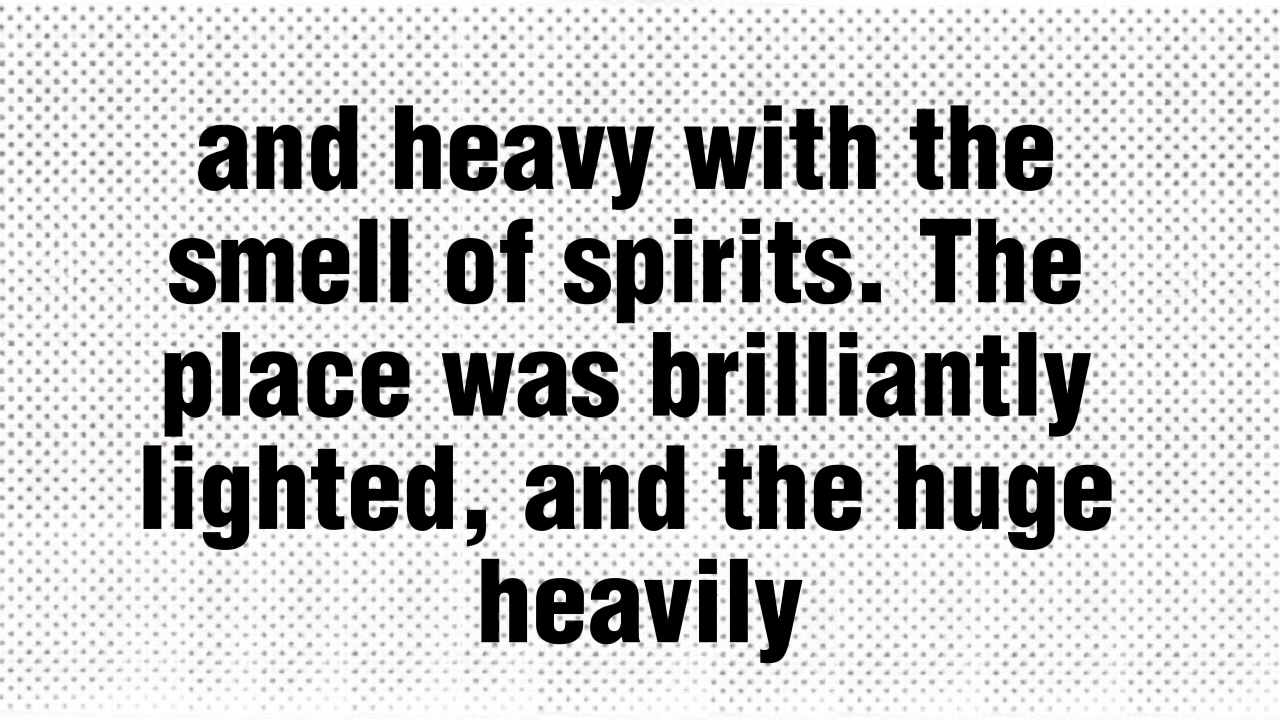 and heavy with the
smell of spirits. The
place was brilliantly
lighted, and the huge
heavily